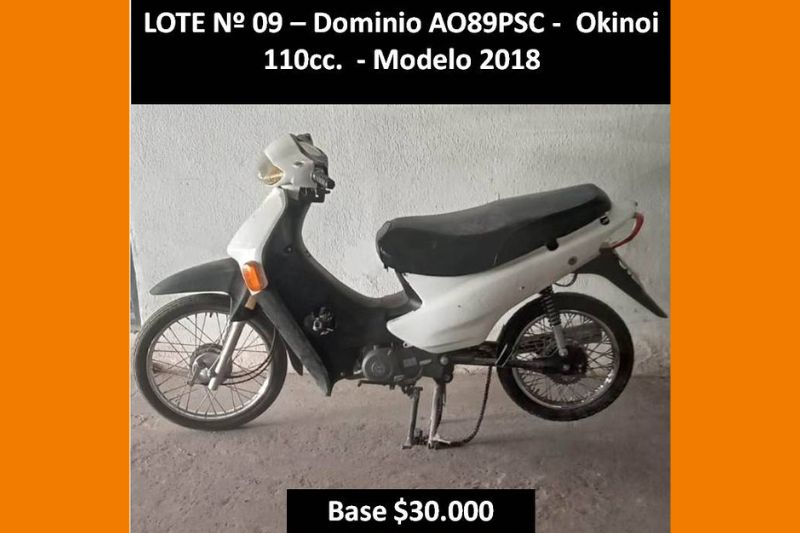 LOTE Nº 09 – Dominio AO89PSC - Okinoi
110cc. - Modelo 2018
Base $30.000